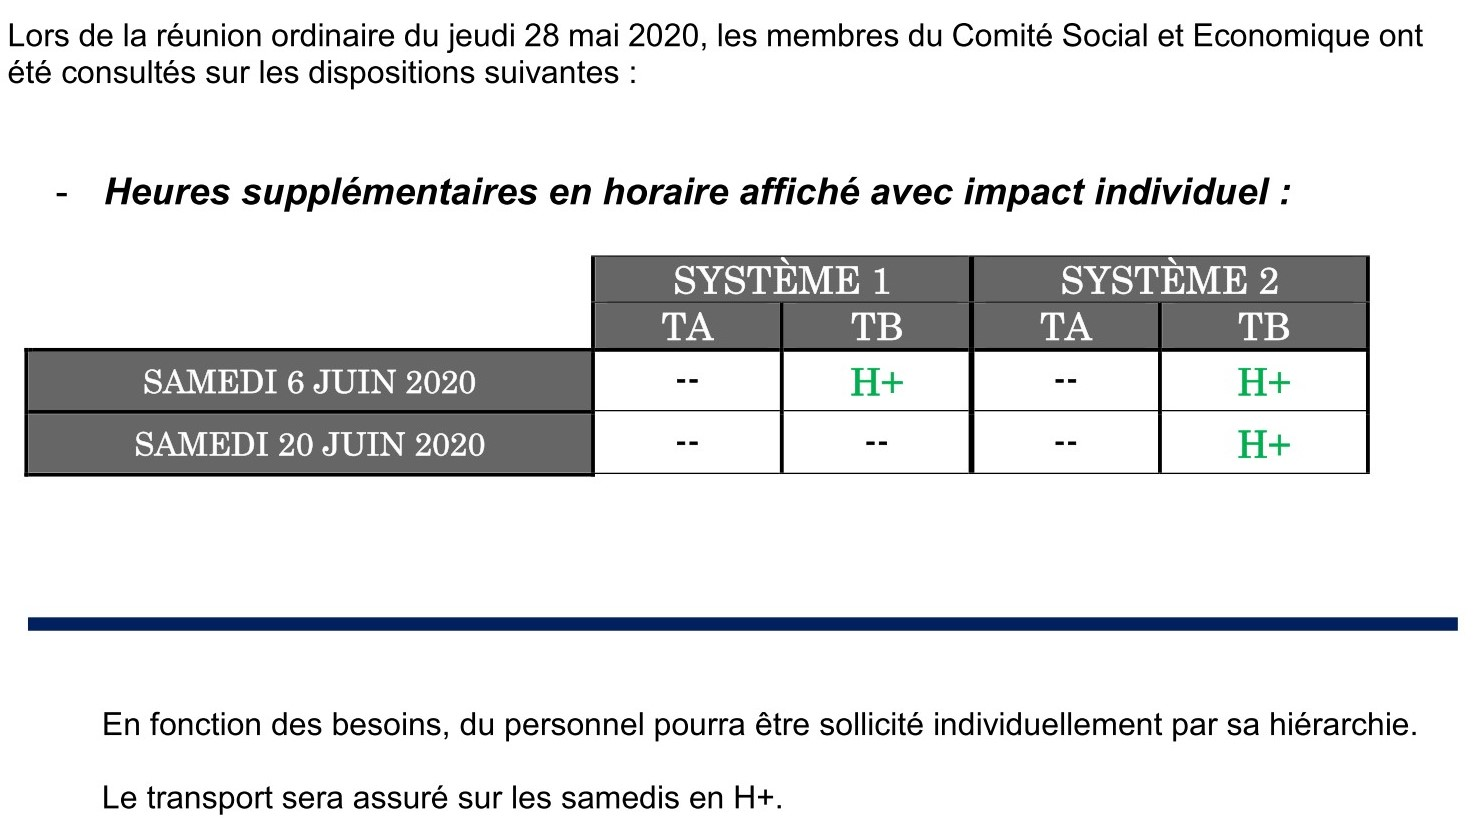 Lors de la réunion ordinaire du jeudi 28 mai 2020, les membres du Comité Social et Economique ont
été consultés sur les dispositions suivantes :
- Heures supplémentaires en horaire affiché avec impact individuel :
SYSTÈME 1 SYSTÈME 2
TA TB TA TB
SAMEDI 6 JUIN 2020 -- H+ -- H+
SAMEDI 20 JUIN 2020 -- -- -- H+
En fonction des besoins, du personnel pourra être sollicité individuellement par sa hiérarchie.
Le transport sera assuré sur les samedis en H+.